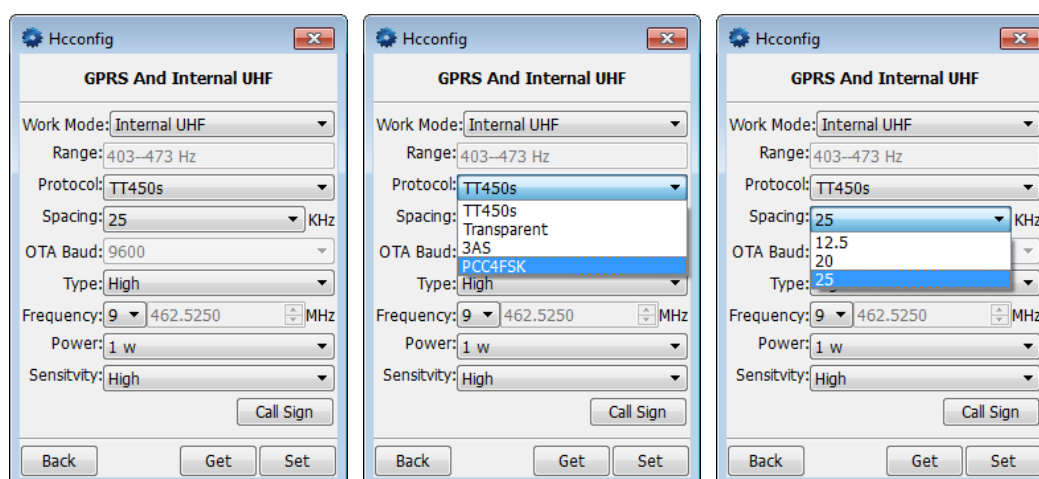 Hcconfig
GPRS And Internal UHF
Work Mode: Internal UHF
Range: 403--473 Hz
Protocol: TT450s
Spacing: 25 KHz
OTA Baud: 9600
Type: High
Frequency: 9 462.5250 MHz
Power: 1 w
Sensitvity: High
Call Sign
Back Get Set
Hcconfig
GPRS And Internal UHF
Work Mode: Internal UHF
Range: 403--473 Hz
Protocol: TT450s
Spacing: TT450s
Transparent
OTA Baud: 3AS
PCC4FSK
Type: High
Frequency: 9 462.5250 MHz
Power: 1 w
Sensitvity: High
Call Sign
Back Get Set
Hcconfig
GPRS And Internal UHF
Work Mode: Internal UHF
Range: 403--473 Hz
Protocol: TT450s
Spacing: 25 KHz
12.5
OTA Baud: 20
Type: 25
Frequency: 9 462.5250 MHz
Power: 1 w
Sensitvity: High
Call Sign
Back Get Set